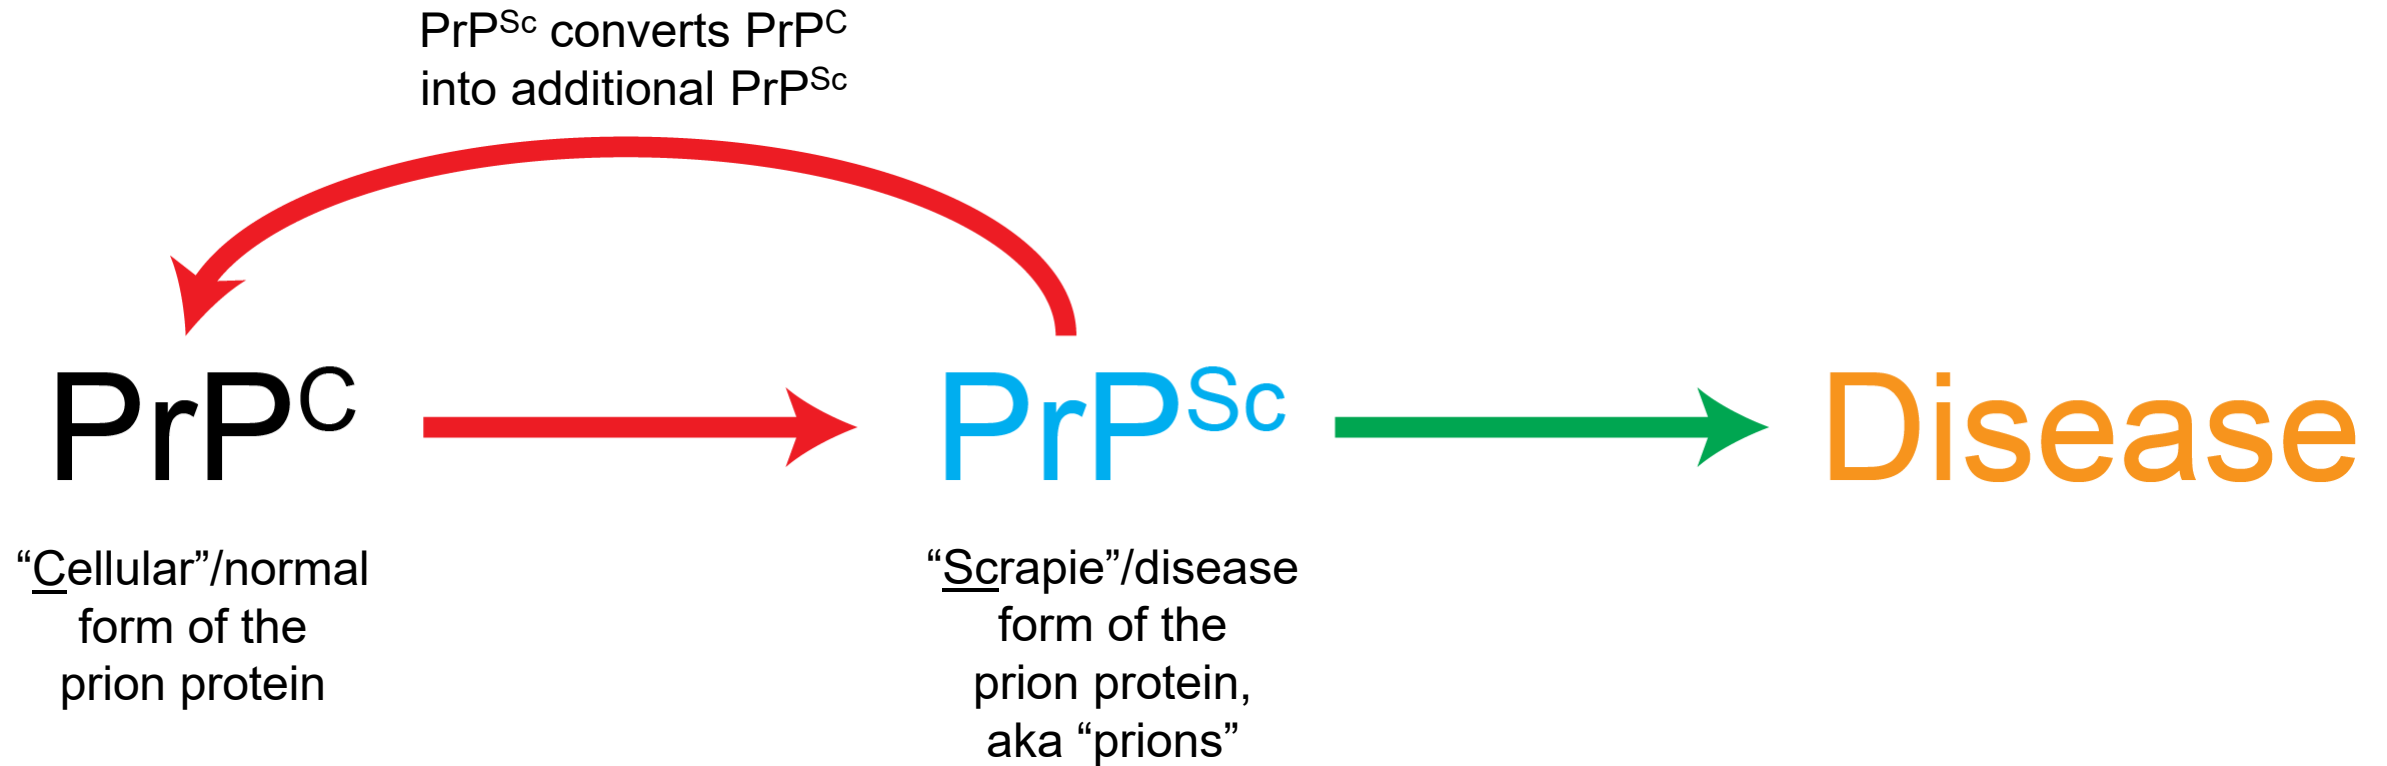 PrPSc converts PrPC
into additional PrPSc
PrPC
PrPSc
Disease
“Cellular”/normal
form of the
prion protein
“Scrapie”/disease
form of the
prion protein,
aka “prions”